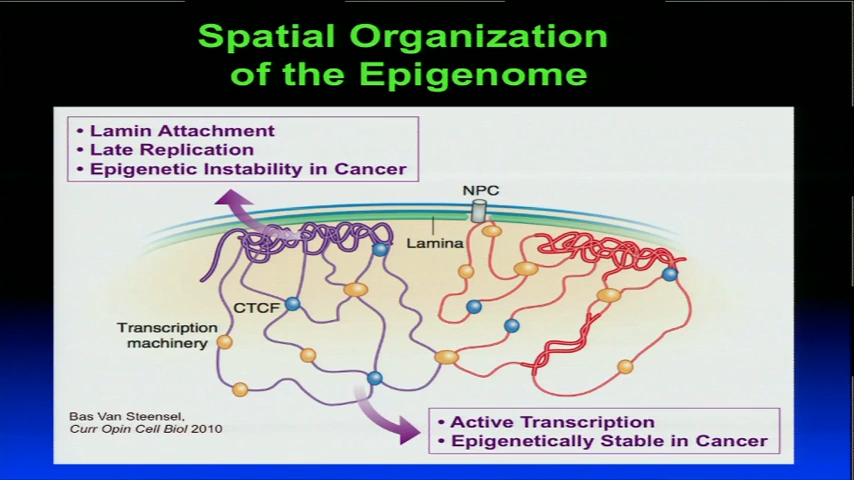 Spatial Organization
of the Epigenome
• Lamin Attachment
• Late Replication
• Epigenetic Instability in Cancer
NPC
Lamina
CTCF
Transcription
machinery
Bas Van Steensel,
Curr Opin Cell Biol 2010
• Active Transcription
• Epigenetically Stable in Cancer